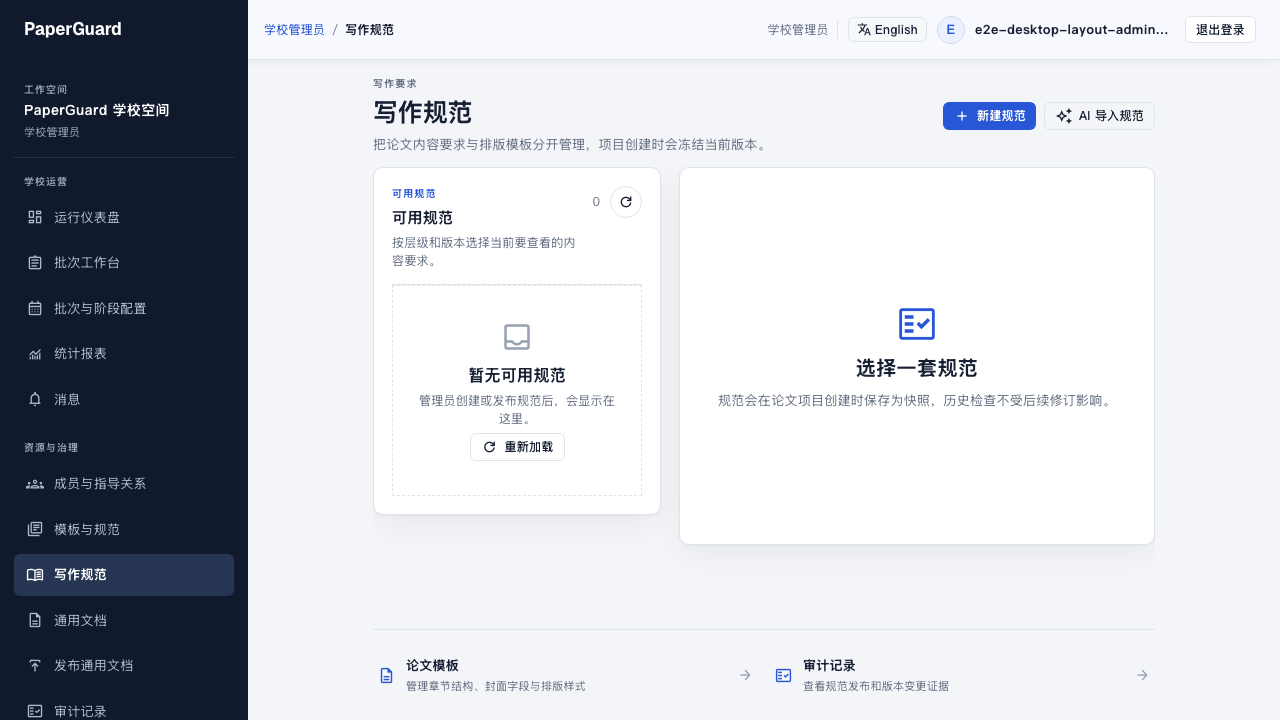 PaperGuard
工作空间
PaperGuard 学校空间
学校管理员
学校运营
运行仪表盘
批次工作台
批次与阶段配置
统计报表
消息
资源与治理
成员与指导关系
模板与规范
写作规范
通用文档
发布通用文档
审计记录
学校管理员 / 写作规范
学校管理员
English
E
e2e-desktop-layout-admin...
退出登录
写作要求
写作规范
把论文内容要求与排版模板分开管理，项目创建时会冻结当前版本。
新建规范
AI 导入规范
可用规范
可用规范
0
按层级和版本选择当前要查看的内
容要求。
暂无可用规范
管理员创建或发布规范后，会显示在
这里。
重新加载
选择一套规范
规范会在论文项目创建时保存为快照，历史检查不受后续修订影响。
论文模板
管理章节结构、封面字段与排版样式
审计记录
查看规范发布和版本变更证据